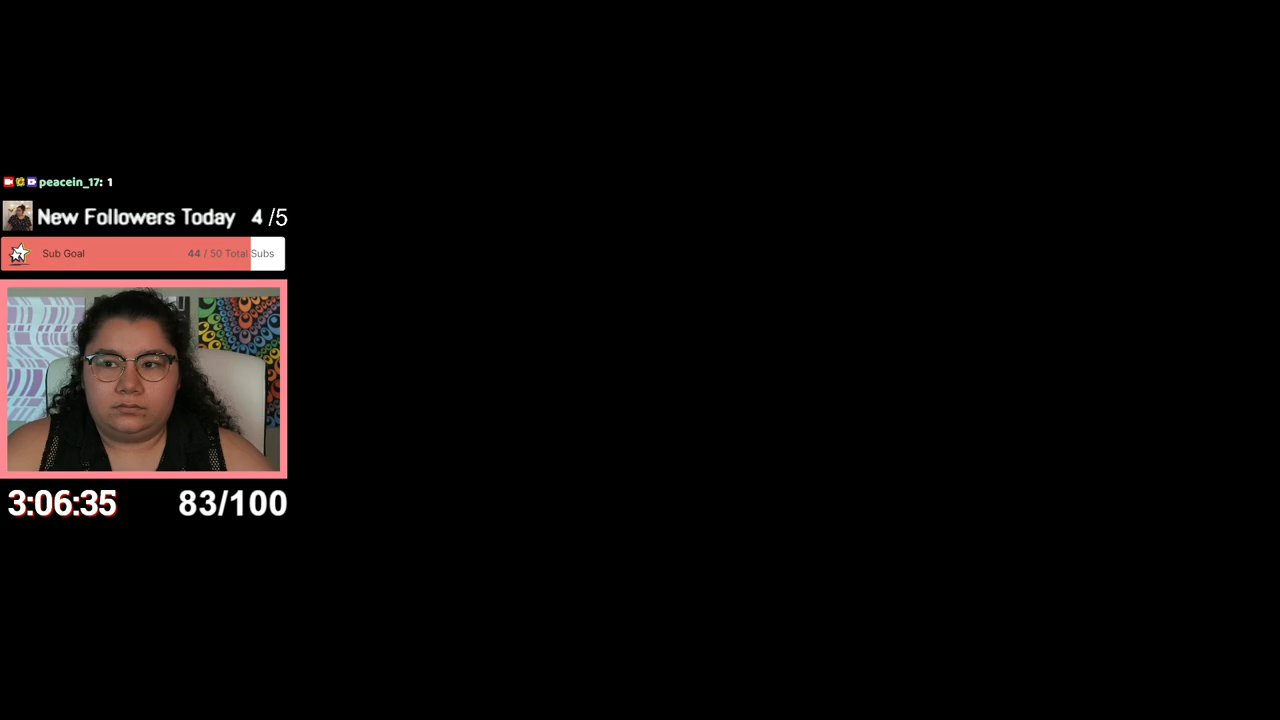 peacein_17: 1
New Followers Today 4 /5
Sub Goal 44 / 50 Total Subs
3:06:35 83/100